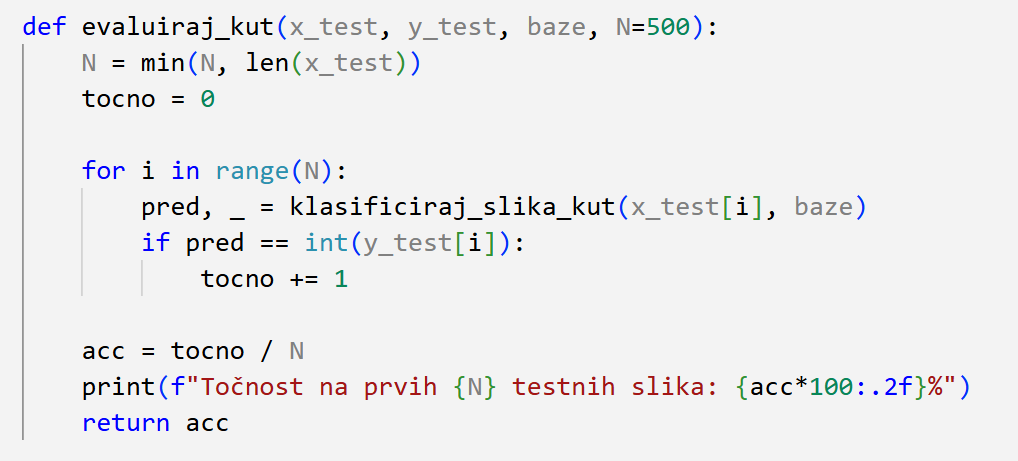 def evaluiraj_kut(x_test, y_test, baze, N=500):
    N = min(N, len(x_test))
    tocno = 0

    for i in range(N):
        pred, _ = klasificiraj_slika_kut(x_test[i], baze)
        if pred == int(y_test[i]):
            tocno += 1

    acc = tocno / N
    print(f"Točnost na prvih {N} testnih slika: {acc*100:.2f}%")
    return acc